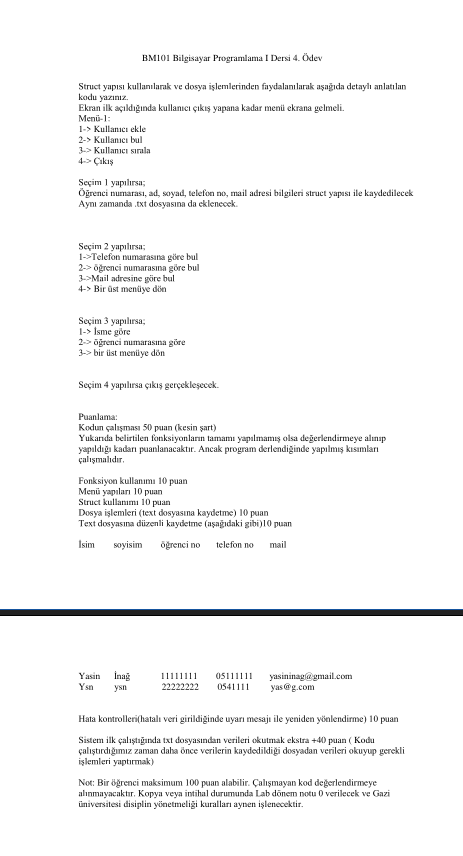 BM101 Bilgisayar Programlama I Dersi 4. Ödev
Struct yapısı kullanılarak ve dosya işlemlerinden faydalanılarak aşağıda detaylı anlatılan
kodu yazınız.
Ekran ilk açıldığında kullanıcı çıkış yapana kadar menü ekrana gelmeli.
Menü-1:
1-> Kullanıcı ekle
2-> Kullanıcı bul
3-> Kullanıcı sırala
4-> Çıkış
Seçim 1 yapılırsa;
Öğrenci numarası, ad, soyad, telefon no, mail adresi bilgileri struct yapısı ile kaydedilecek
Aynı zamanda .txt dosyasına da eklenecek.
Seçim 2 yapılırsa;
1->Telefon numarasına göre bul
2-> öğrenci numarasına göre bul
3->Mail adresine göre bul
4-> Bir üst menüye dön
Seçim 3 yapılırsa;
1-> İsme göre
2-> öğrenci numarasına göre
3-> bir üst menüye dön
Seçim 4 yapılırsa çıkış gerçekleşecek.
Puanlama:
Kodun çalışması 50 puan (kesin şart)
Yukarıda belirtilen fonksiyonların tamamı yapılmamış olsa değerlendirmeye alınıp
yapıldığı kadarı puanlanacaktır. Ancak program derlendiğinde yapılmış kısımları
çalışmalıdır.
Fonksiyon kullanımı 10 puan
Menü yapıları 10 puan
Struct kullanımı 10 puan
Dosya işlemleri (text dosyasına kaydetme) 10 puan
Text dosyasına düzenli kaydetme (aşağıdaki gibi)10 puan
İsim soyisim öğrenci no telefon no mail
Yasin İnağ 11111111 05111111 yasininag@gmail.com
Ysn ysn 22222222 0541111 yas@g.com
Hata kontrolleri(hatalı veri girildiğinde uyarı mesajı ile yeniden yönlendirme) 10 puan
Sistem ilk çalıştığında txt dosyasından verileri okutmak ekstra +40 puan ( Kodu
çalıştırdığımız zaman daha önce verilerin kaydedildiği dosyadan verileri okuyup gerekli
işlemleri yaptırmak)
Not: Bir öğrenci maksimum 100 puan alabilir. Çalışmayan kod değerlendirmeye
alınmayacaktır. Kopya veya intihal durumunda Lab dönem notu 0 verilecek ve Gazi
üniversitesi disiplin yönetmeliği kuralları aynen işlenecektir.